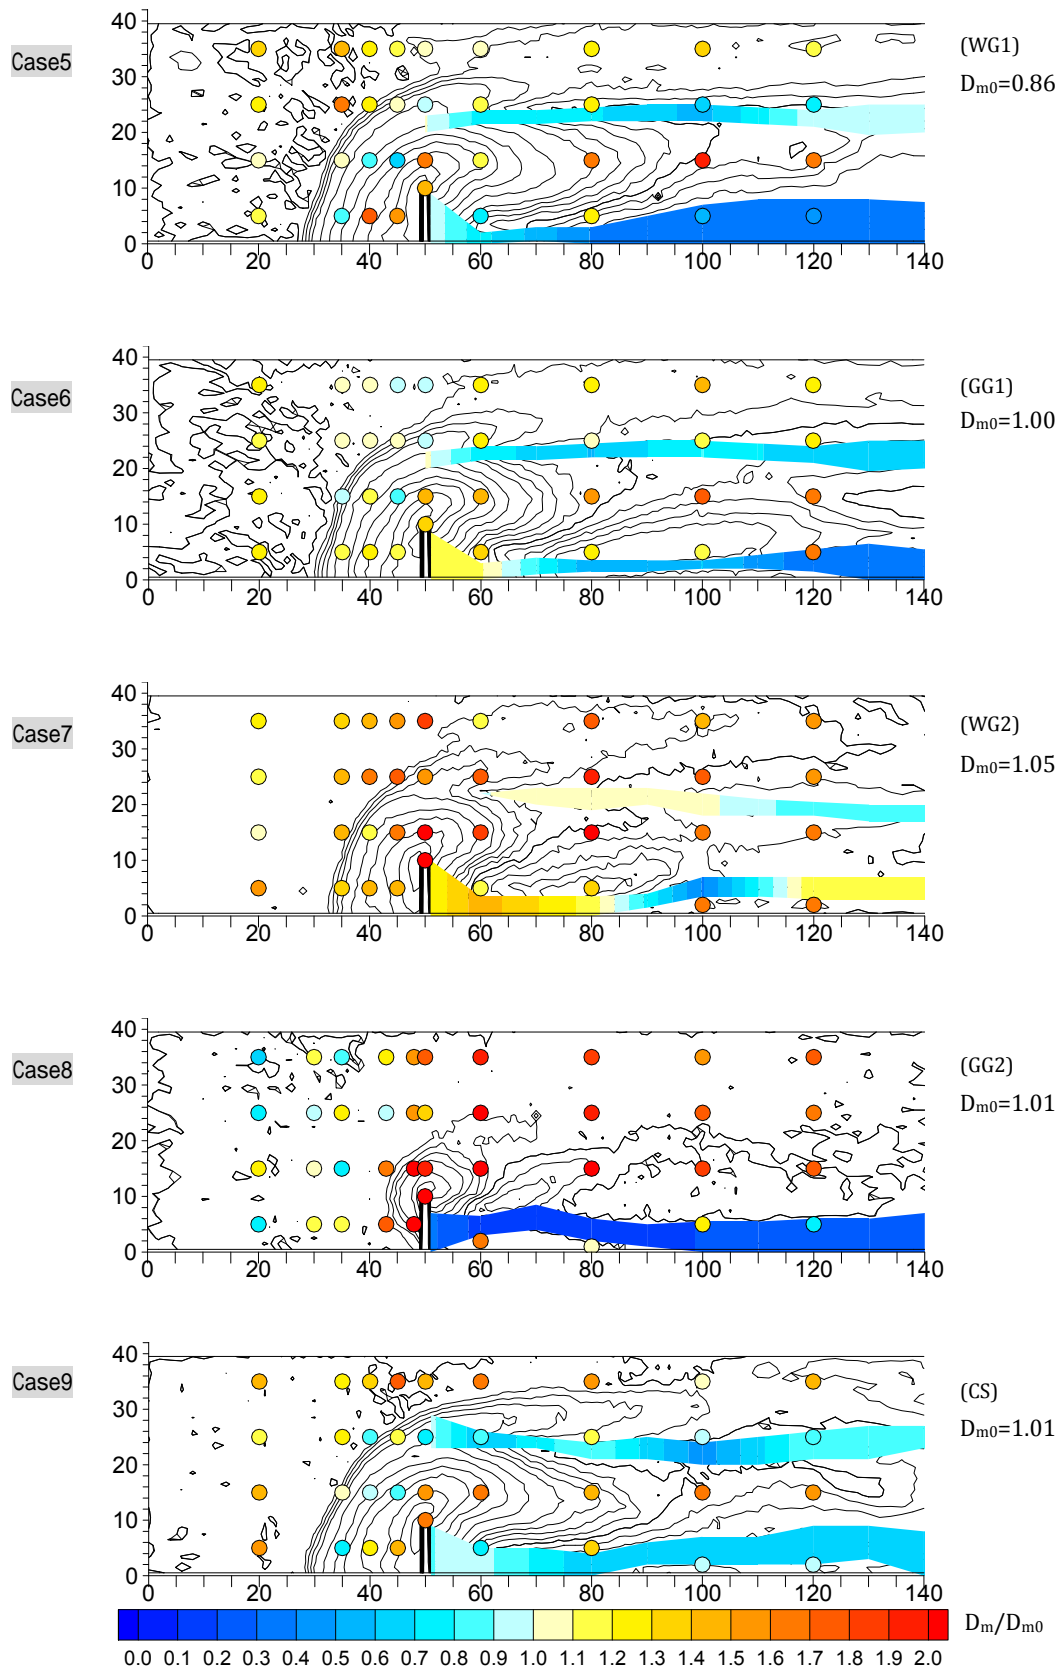 40
Case5
(WG1)
30
Dm0=0.86
20
10
0
0 20 40 60 80 100 120 140
40
Case6
(GG1)
30
Dm0=1.00
20
10
0
0 20 40 60 80 100 120 140
40
Case7
(WG2)
30
Dm0=1.05
20
10
0
0 20 40 60 80 100 120 140
40
Case8
(GG2)
30
Dm0=1.01
20
10
0
0 20 40 60 80 100 120 140
40
Case9
(CS)
30
Dm0=1.01
20
10
0
0 20 40 60 80 100 120 140
Dm/Dm0
0.0 0.1 0.2 0.3 0.4 0.5 0.6 0.7 0.8 0.9 1.0 1.1 1.2 1.3 1.4 1.5 1.6 1.7 1.8 1.9 2.0